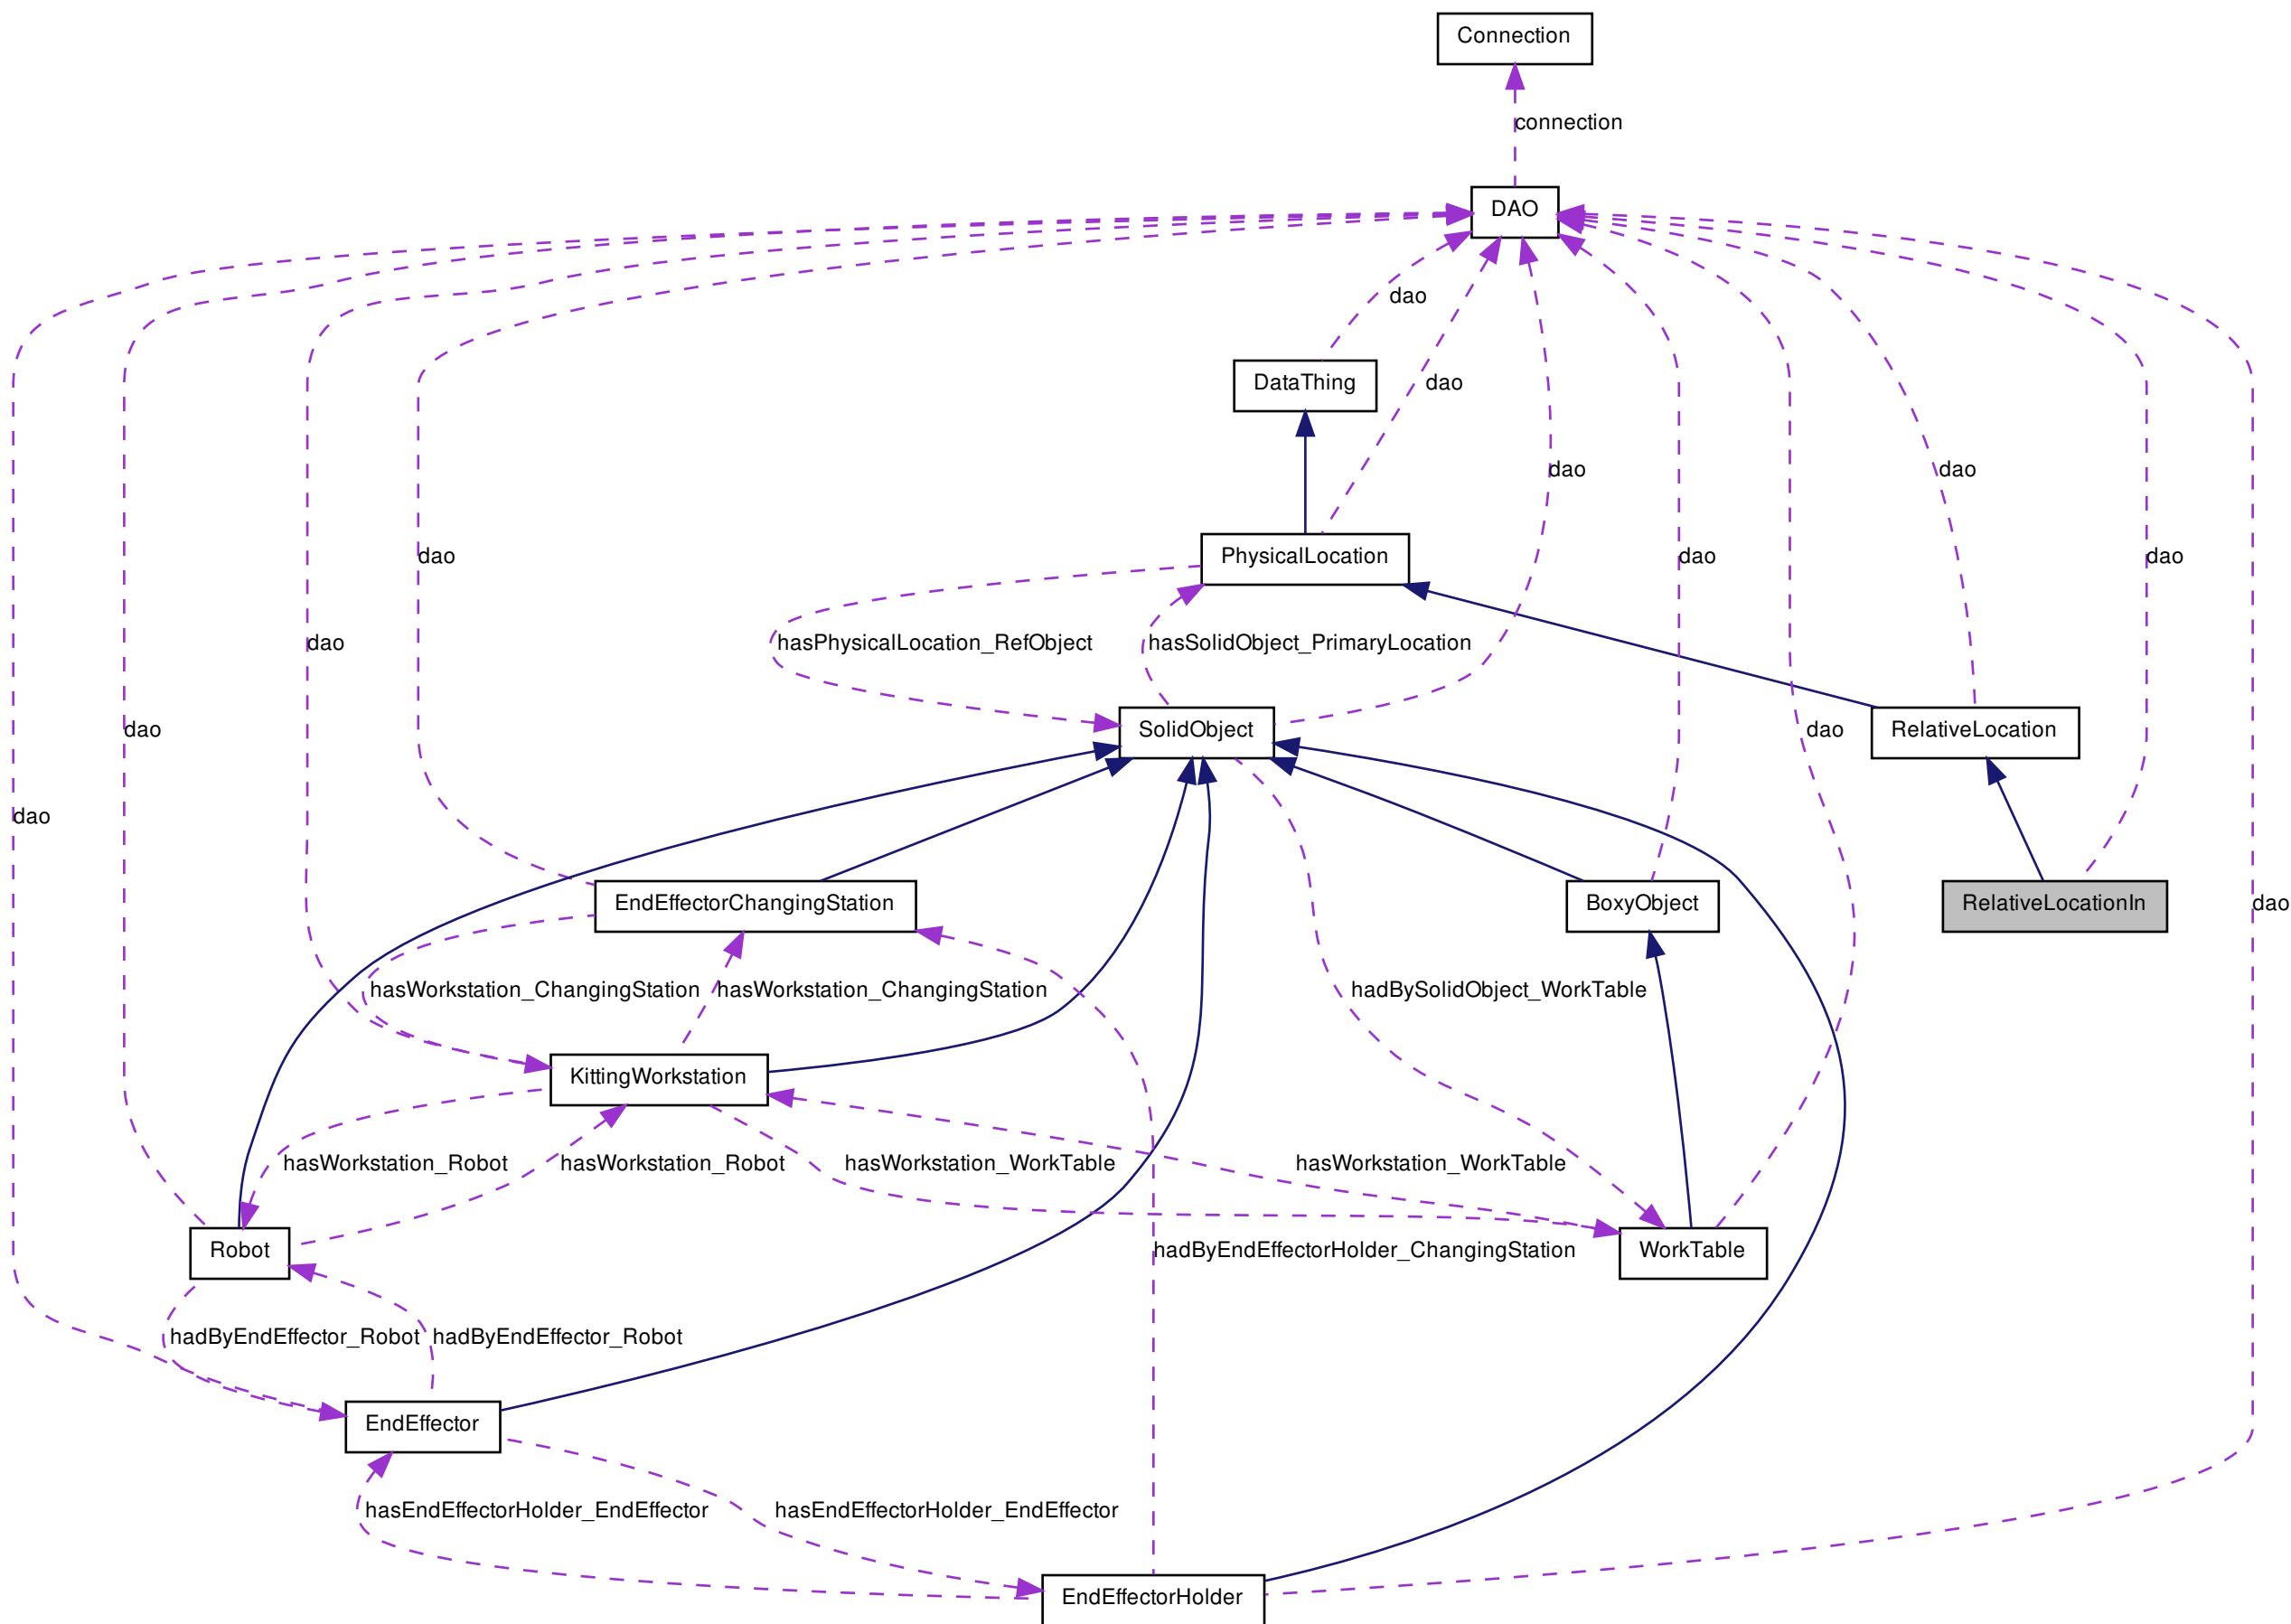 Connection
connection
DAO
dao
DataThing
dao
dao
dao
PhysicalLocation
dao
dao
dao
dao
hasPhysicalLocation_RefObject
hasSolidObject_PrimaryLocation
dao
SolidObject
RelativeLocation
dao
dao
EndEffectorChangingStation
BoxyObject
RelativeLocationIn
dao
hasWorkstation_ChangingStation
hasWorkstation_ChangingStation
hadBySolidObject_WorkTable
KittingWorkstation
hasWorkstation_Robot
hasWorkstation_Robot
hasWorkstation_WorkTable
hasWorkstation_WorkTable
Robot
hadByEndEffectorHolder_ChangingStation
WorkTable
hadByEndEffector_Robot
hadByEndEffector_Robot
EndEffector
hasEndEffectorHolder_EndEffector
hasEndEffectorHolder_EndEffector
EndEffectorHolder